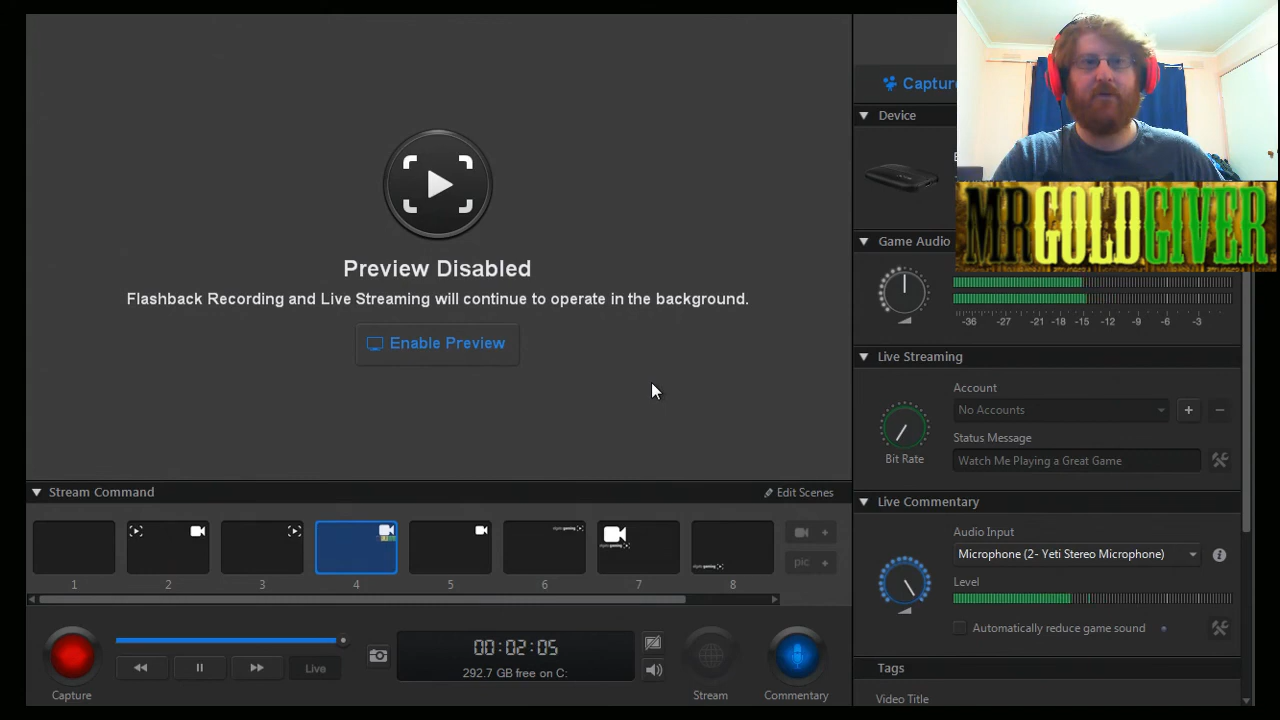 Capture
Device
MRGOLDGIVER
Game Audio
-36 -27 -21 -18 -15 -12 -9 -6 -3
Preview Disabled
Flashback Recording and Live Streaming will continue to operate in the background.
Enable Preview
Live Streaming
Account
No Accounts
Status Message
Bit Rate
Watch Me Playing a Great Game
Stream Command
Edit Scenes
Live Commentary
Audio Input
Microphone (2- Yeti Stereo Microphone)
Level
pic
1 2 3 4 5 6 7 8
Automatically reduce game sound
00:02:05
292.7 GB free on C:
Live
Capture
Stream
Commentary
Tags
Video Title